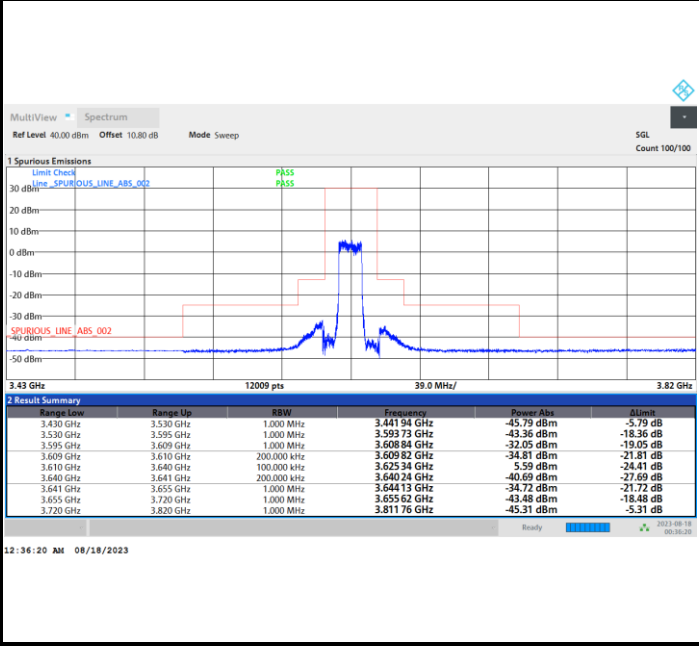 MultiView Spectrum
Ref Level 40.00 dBm Offset 10.80 dB Mode Sweep SGL
Count 100/100
1 Spurious Emissions
Limit Check PASS
Line _SPURIOUS_LINE_ABS_002 PASS
30 dBm
20 dBm
10 dBm
0 dBm
-10 dBm
-20 dBm
-30 dBm
_SPURIOUS_LINE_ABS_002
-40 dBm
-50 dBm
3.43 GHz 12009 pts 39.0 MHz/ 3.82 GHz
2 Result Summary
Range Low Range Up RBW Frequency Power Abs ΔLimit
3.430 GHz 3.530 GHz 1.000 MHz 3.441 94 GHz -45.79 dBm -5.79 dB
3.530 GHz 3.595 GHz 1.000 MHz 3.593 73 GHz -43.36 dBm -18.36 dB
3.595 GHz 3.609 GHz 1.000 MHz 3.608 84 GHz -32.05 dBm -19.05 dB
3.609 GHz 3.610 GHz 200.000 kHz 3.609 82 GHz -34.81 dBm -21.81 dB
3.610 GHz 3.640 GHz 100.000 kHz 3.625 34 GHz 5.59 dBm -24.41 dB
3.640 GHz 3.641 GHz 200.000 kHz 3.640 24 GHz -40.69 dBm -27.69 dB
3.641 GHz 3.655 GHz 1.000 MHz 3.644 13 GHz -34.72 dBm -21.72 dB
3.655 GHz 3.720 GHz 1.000 MHz 3.655 62 GHz -43.48 dBm -18.48 dB
3.720 GHz 3.820 GHz 1.000 MHz 3.811 76 GHz -45.31 dBm -5.31 dB
Ready 2023-08-18
00:36:20
12:36:20 AM 08/18/2023